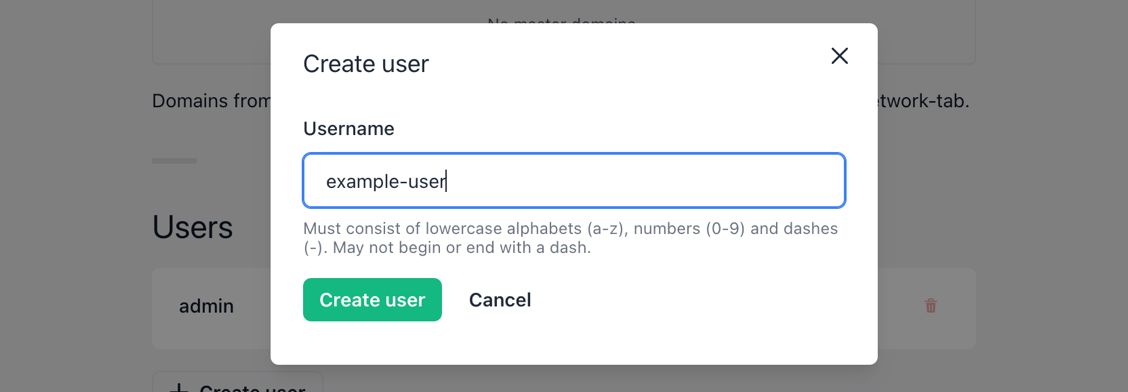 No master domains
Create user
Domains from
etwork-tab.
Username
example-user
Must consist of lowercase alphabets (a-z), numbers (0-9) and dashes
(-). May not begin or end with a dash.
Users
Create user
Cancel
admin
Create user